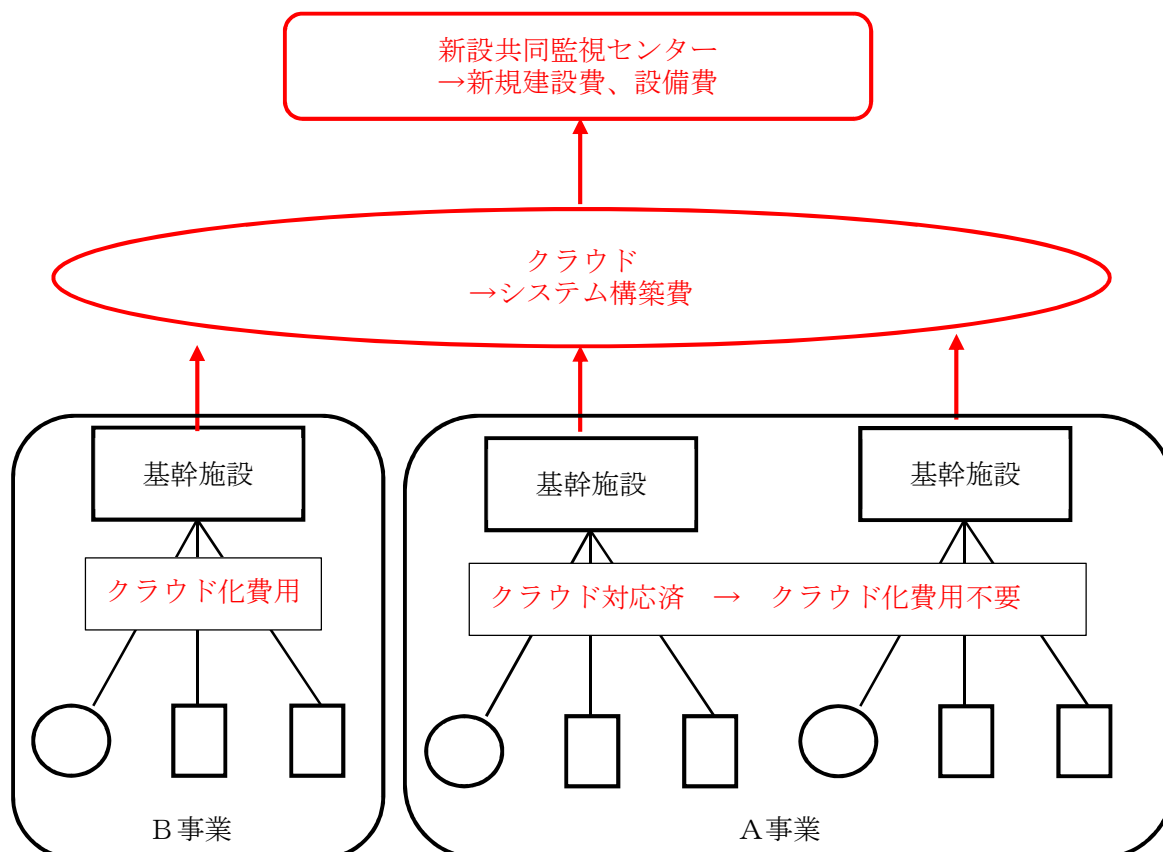 新設共同監視センター
→新規建設費、設備費
クラウド
→システム構築費
基幹施設
基幹施設
基幹施設
クラウド化費用
クラウド対応済　→　クラウド化費用不要
Ｂ事業
Ａ事業